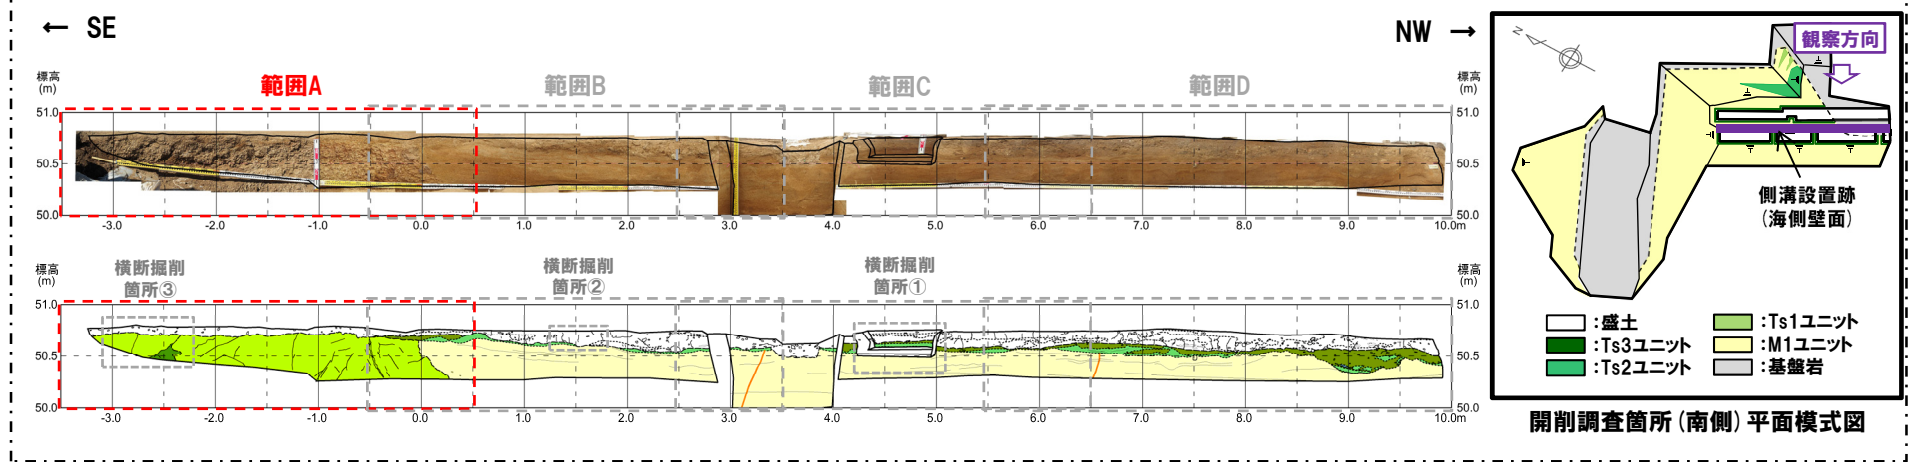 ← SE
NW →
範囲A
範囲B
範囲C
範囲D
標高
(m)
標高
(m)
51.0
50.5
50.0
51.0
50.5
50.0
-3.0 -2.0 -1.0 0.0 1.0 2.0 3.0 4.0 5.0 6.0 7.0 8.0 9.0 10.0m
横断掘削
箇所③
横断掘削
箇所②
横断掘削
箇所①
標高
(m)
標高
(m)
51.0
50.5
50.0
51.0
50.5
50.0
-3.0 -2.0 -1.0 0.0 1.0 2.0 3.0 4.0 5.0 6.0 7.0 8.0 9.0 10.0m
N
観察方向
側溝設置跡
(海側壁面)
:盛土
:Ts3ユニット
:Ts2ユニット
:Ts1ユニット
:M1ユニット
:基盤岩
開削調査箇所(南側)平面模式図